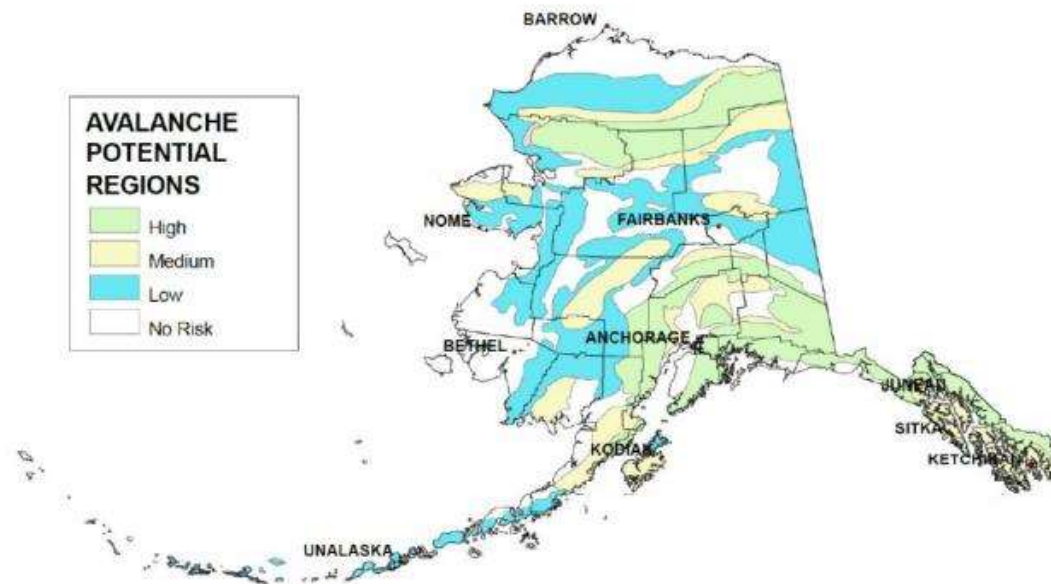 BARROW
AVALANCHE
POTENTIAL
REGIONS
High
Medium
Low
No Risk
NOME
FAIRBANKS
BETHEL
ANCHORAGE
JUNEAU
SITKA
KODIAK
KETCHIKAN
UNALASKA